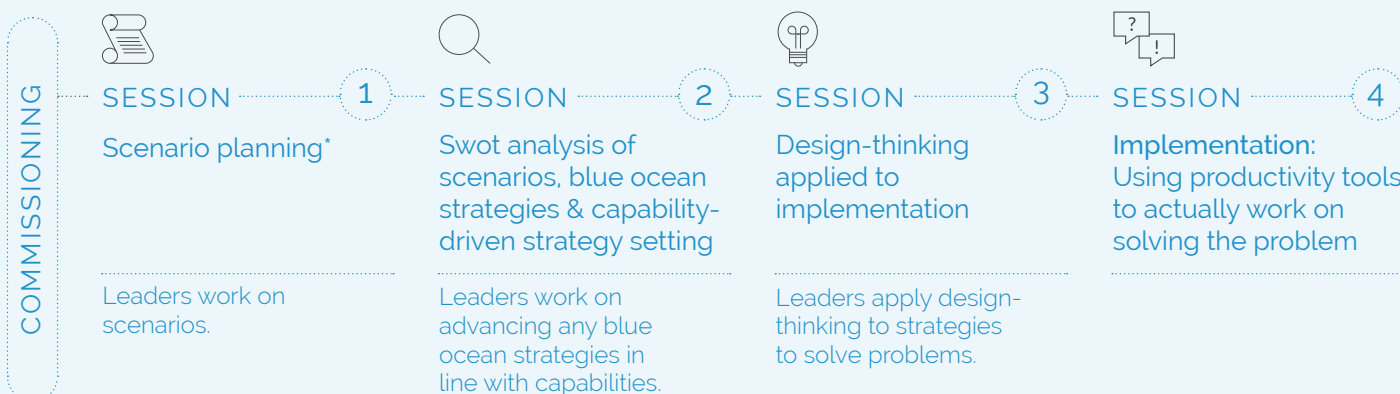 COMMISSIONING
SESSION 1
Scenario planning*
Leaders work on
scenarios.
SESSION 2
Swot analysis of
scenarios, blue ocean
strategies & capability-
driven strategy setting
Leaders work on
advancing any blue
ocean strategies in
line with capabilities.
SESSION 3
Design-thinking
applied to
implementation
Leaders apply design-
thinking to strategies
to solve problems.
? !
SESSION 4
Implementation:
Using productivity tools
to actually work on
solving the problem